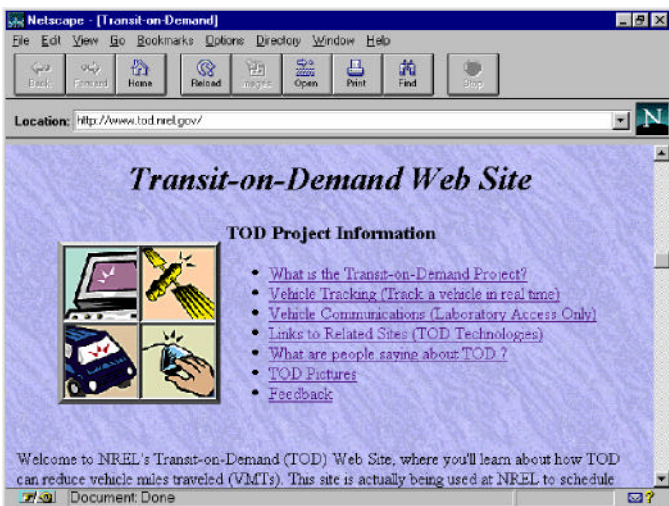 Netscape - [Transit-on-Demand]
File Edit View Go Bookmarks Options Directory Window Help
Back Forward Home Reload Images Open Print Find Stop
Location: http://www.tod.nrel.gov/
N
Transit-on-Demand Web Site
TOD Project Information
What is the Transit-on-Demand Project?
Vehicle Tracking (Track a vehicle in real time)
Vehicle Communications (Laboratory Access Only)
Links to Related Sites (TOD Technologies)
What are people saying about TOD ?
TOD Pictures
Feedback
Welcome to NREL's Transit-on-Demand (TOD) Web Site, where you'll learn about how TOD
can reduce vehicle miles traveled (VMTs). This site is actually being used at NREL to schedule
Document: Done
?